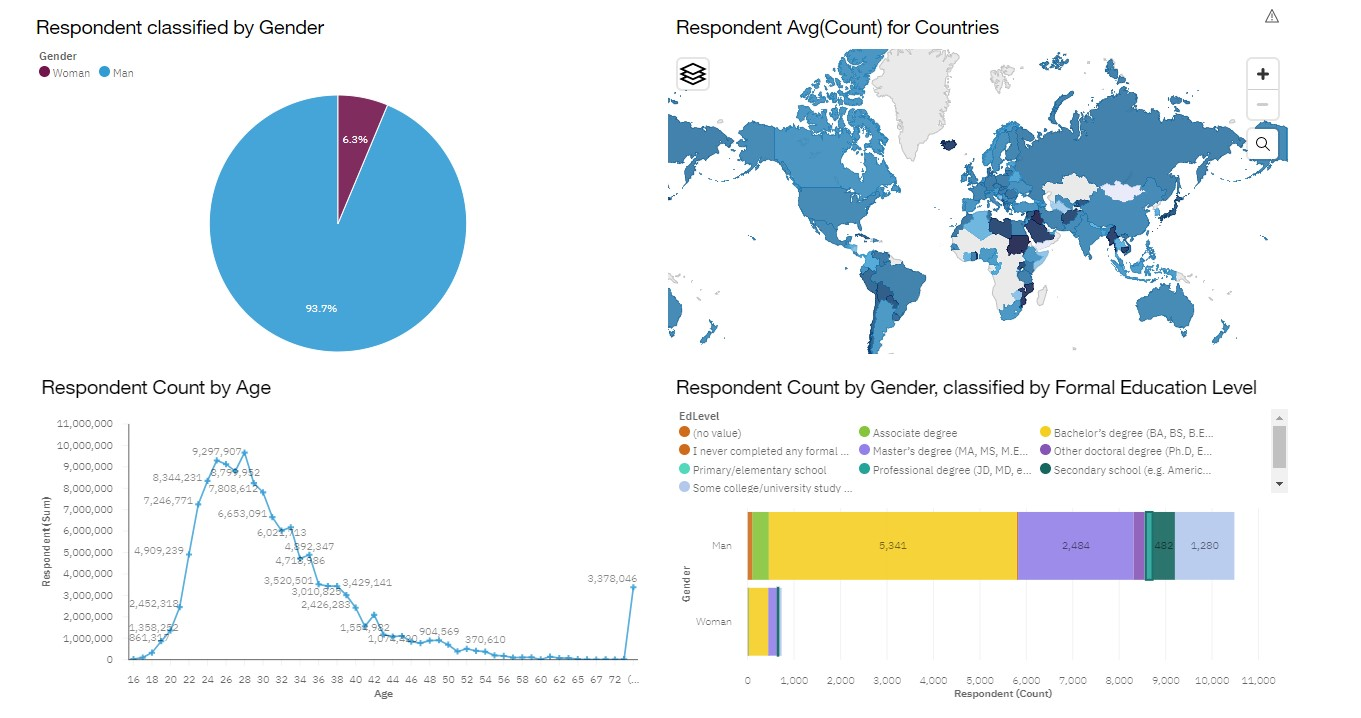 Respondent classified by Gender
Gender
Woman Man
6.3%
93.7%
Respondent Avg(Count) for Countries
Respondent Count by Age
Respondent (Sum)
11,000,000
10,000,000
9,000,000
8,000,000
7,000,000
6,000,000
5,000,000
4,000,000
3,000,000
2,000,000
1,000,000
0
9,297,907
8,799,952
8,344,231
7,808,612
7,246,771
6,653,091
4,909,239
4,392,347
3,520,501
3,429,141
3,378,046
2,452,318
2,426,283
1,358,252
904,569
370,610
16 18 20 22 24 26 28 30 32 34 36 38 40 42 44 46 48 50 52 54 56 58 60 62 65 67 72 (...
Age
Respondent Count by Gender, classified by Formal Education Level
EdLevel
(no value) Associate degree Bachelor's degree (BA, BS, B.E...
I never completed any formal ... Master's degree (MA, MS, M.E... Other doctoral degree (Ph.D, E...
Primary/elementary school Professional degree (JD, MD, e... Secondary school (e.g. Americ...
Some college/university study ...
Gender
Man 5,341 2,484 482 1,280
Woman
0 1,000 2,000 3,000 4,000 5,000 6,000 7,000 8,000 9,000 10,000 11,000
Respondent (Count)